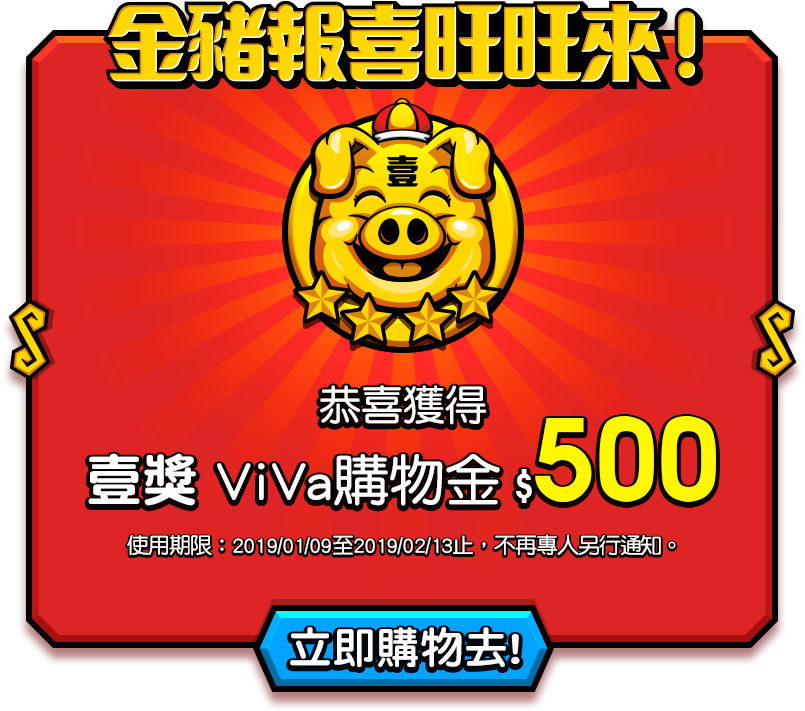 金豬報喜旺旺來!
壹
恭喜獲得
壹獎 ViVa購物金 $500
使用期限：2019/01/09至2019/02/13止，不再專人另行通知。
立即購物去!